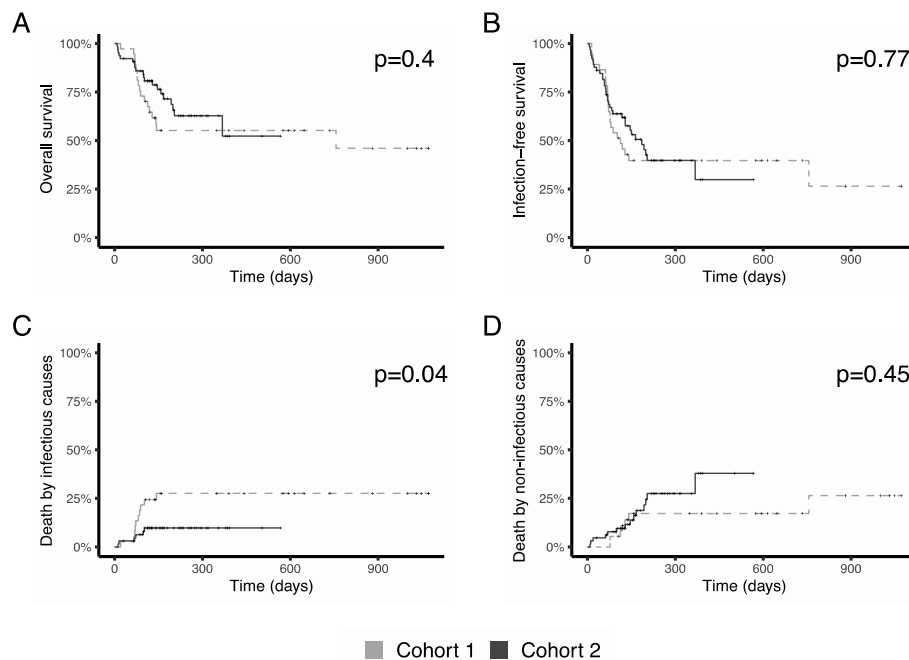 A
Overall survival
100%
75%
50%
25%
0%
p=0.4
0 300 600 900
Time (days)
B
Infection−free survival
100%
75%
50%
25%
0%
p=0.77
0 300 600 900
Time (days)
C
Death by infectious causes
100%
75%
50%
25%
0%
p=0.04
0 300 600 900
Time (days)
D
Death by non−infectious causes
100%
75%
50%
25%
0%
p=0.45
0 300 600 900
Time (days)
Cohort 1 Cohort 2